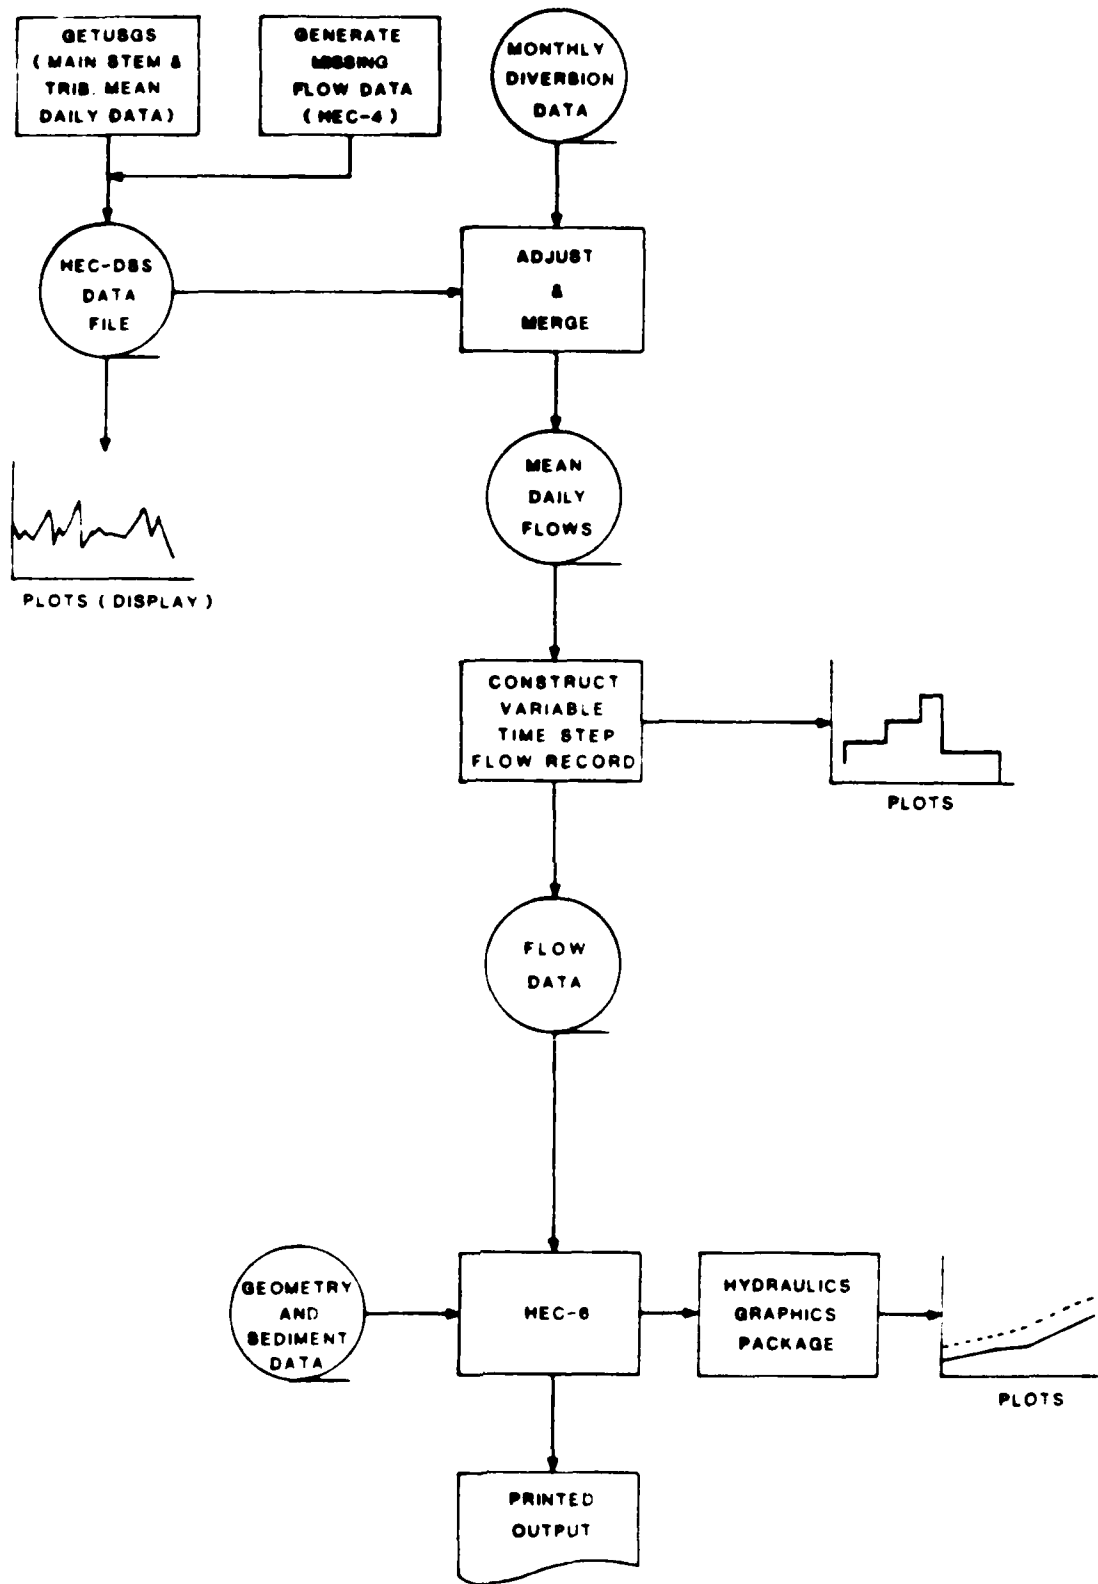 GETUSGS
( MAIN STEM &
TRIB. MEAN
DAILY DATA)
GENERATE
MISSING
FLOW DATA
( HEC-4 )
MONTHLY
DIVERSION
DATA
HEC-DSS
DATA
FILE
ADJUST
&
MERGE
PLOTS ( DISPLAY )
MEAN
DAILY
FLOWS
CONSTRUCT
VARIABLE
TIME STEP
FLOW RECORD
PLOTS
FLOW
DATA
GEOMETRY
AND
SEDIMENT
DATA
HEC-6
HYDRAULICS
GRAPHICS
PACKAGE
PLOTS
PRINTED
OUTPUT